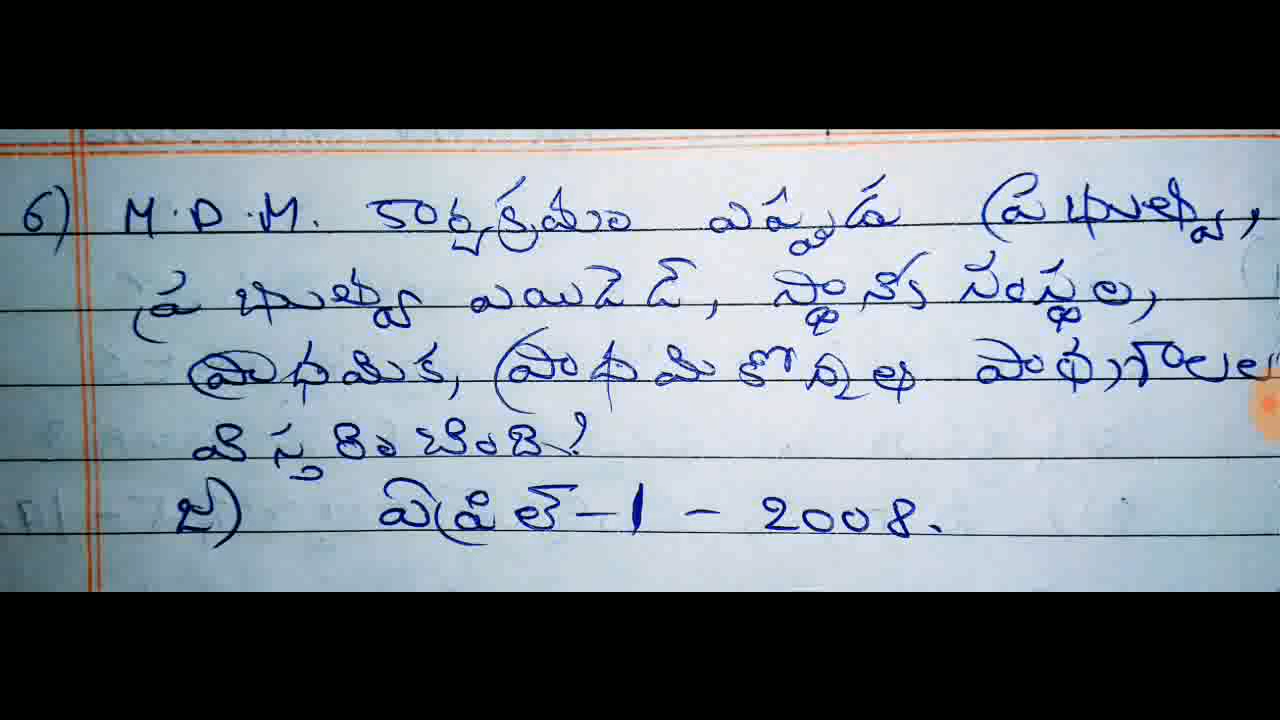 6) M.D.M. కార్యక్రమం ఎప్పుడు ప్రభుత్వ,
ప్రభుత్వ ఎయిడెడ్, స్థానిక సంస్థల,
ప్రాథమిక, ప్రాథమికోన్నత పాఠశాలల
విస్తరించింది?
జ) ఏప్రిల్-1-2008.